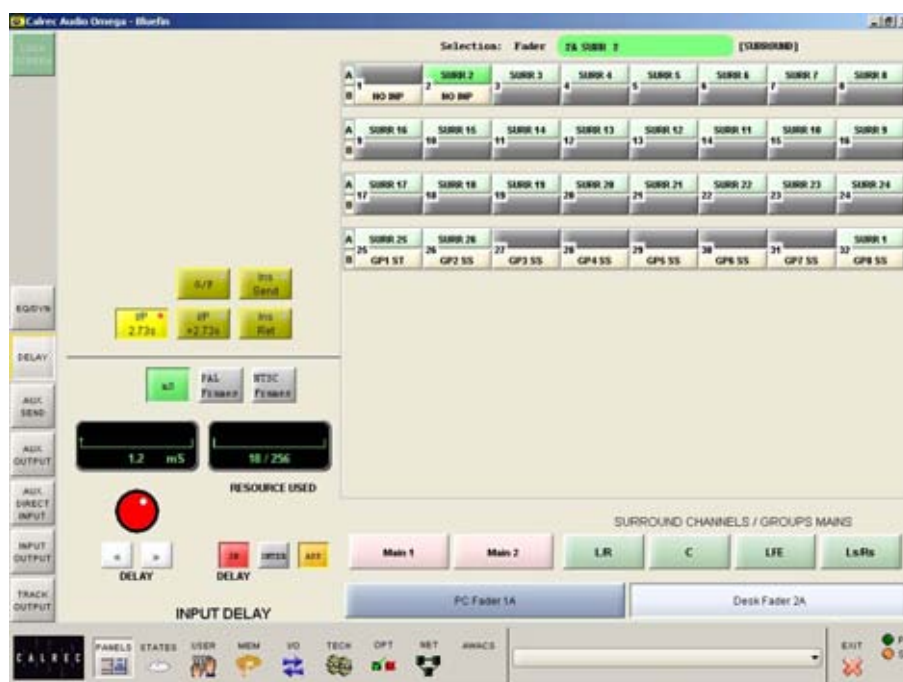 Calrec Audio Omega - Bluefin
Selection: Fader 2A SURR 2 [SURROUND]
A SURR 2 SURR 3 SURR 4 SURR 5 SURR 6 SURR 7 SURR 8
1 2 3 4 5 6 7 8
B NO INP NO INP
A SURR 16 SURR 15 SURR 14 SURR 13 SURR 12 SURR 11 SURR 10 SURR 9
9 10 11 12 13 14 15 16
B
A SURR 17 SURR 18 SURR 19 SURR 20 SURR 21 SURR 22 SURR 23 SURR 24
17 18 19 20 21 22 23 24
B
A SURR 25 SURR 26 SURR 1
25 26 27 28 29 30 31 32
B GP1 ST GP2 SS GP3 SS GP4 SS GP5 SS GP6 SS GP7 SS GP8 SS
O/P Ins Send
I/P 2.73s I/P +2.73s Ins Ret
EQ/DYN
DELAY
AUX SEND
AUX OUTPUT
AUX DIRECT INPUT
INPUT OUTPUT
TRACK OUTPUT
mS PAL Frames NTSC Frames
1.2 mS 18 / 256
RESOURCE USED
SURROUND CHANNELS / GROUPS MAINS
« » IN
DELAY DELAY
Main 1 Main 2 L/R C LFE Ls/Rs
PC Fader 1A Desk Fader 2A
INPUT DELAY
CALREC PANELS STATES USER MEM I/O TECH OPT NET AWACS EXIT